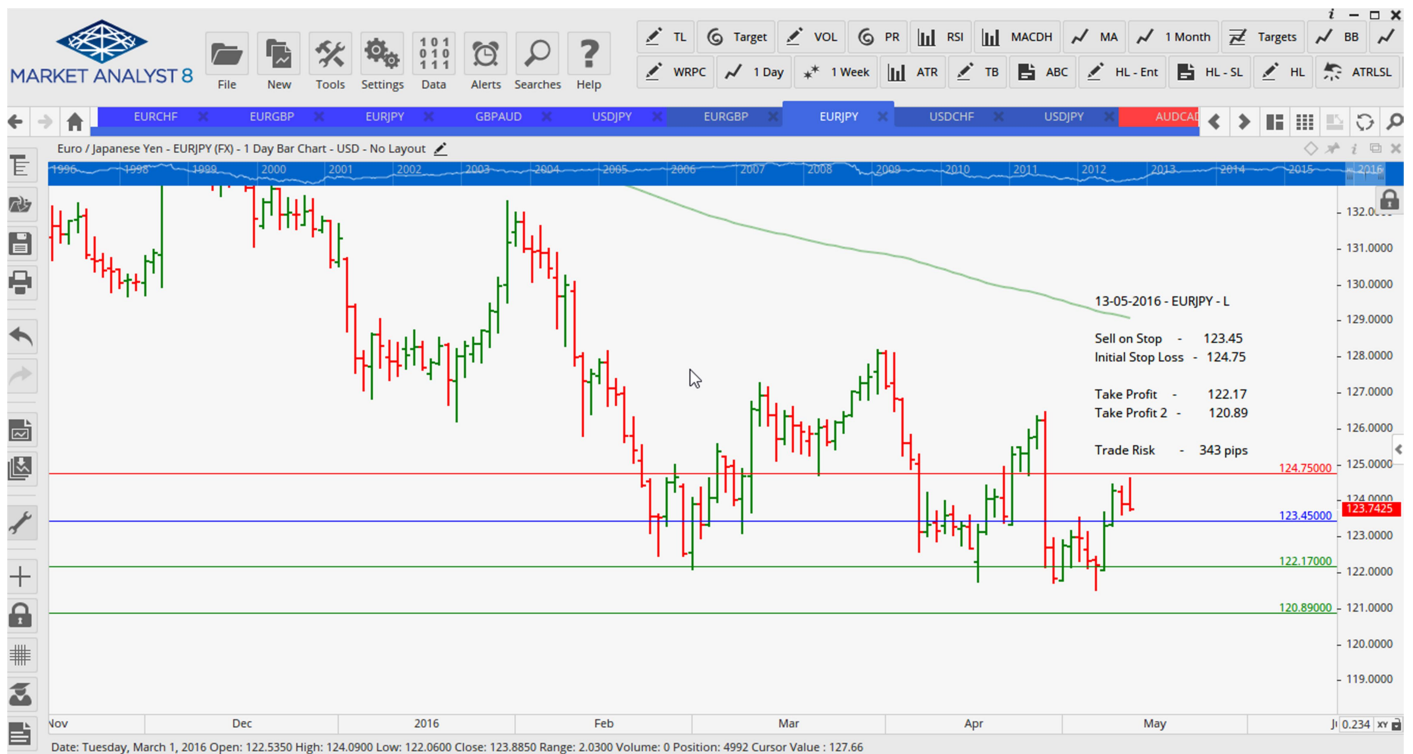 MARKET ANALYST 8
File New Tools Settings Data Alerts Searches Help
TL Target VOL PR RSI MACDH MA 1 Month Targets BB
WRPC 1 Day 1 Week ATR TB ABC HL - Ent HL - SL HL ATRLSL
EURCHF EURGBP EURJPY GBPAUD USDJPY EURGBP EURJPY USDCHF USDJPY AUDCAD
Euro / Japanese Yen - EURJPY (FX) - 1 Day Bar Chart - USD - No Layout
1996 1998 1999 2000 2001 2002 2003 2004 2005 2006 2007 2008 2009 2010 2011 2012 2013 2014 2015 2016
131.0000
130.0000
13-05-2016 - EURJPY - L
129.0000
Sell on Stop - 123.45
Initial Stop Loss - 124.75
128.0000
Take Profit - 122.17
127.0000
Take Profit 2 - 120.89
126.0000
Trade Risk - 343 pips
125.0000
124.75000
124.0000
123.7425
123.45000
123.0000
122.17000
122.0000
120.89000
121.0000
120.0000
119.0000
Nov Dec 2016 Feb Mar Apr May 0.234 XY
Date: Tuesday, March 1, 2016 Open: 122.5350 High: 124.0900 Low: 122.0600 Close: 123.8850 Range: 2.0300 Volume: 0 Position: 4992 Cursor Value : 127.66